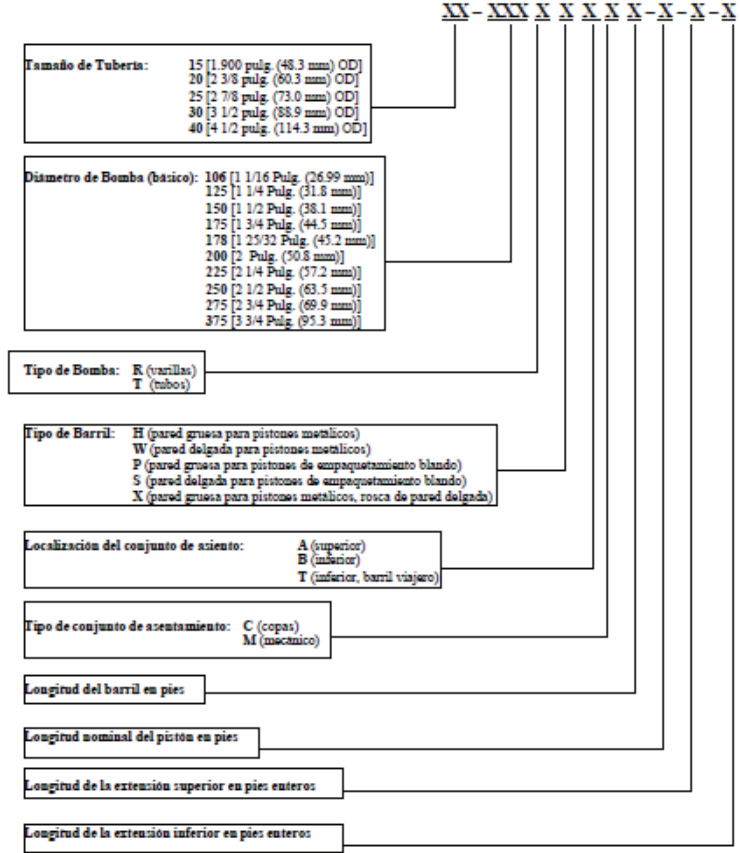 XX - XXX X X X X X - X - X - X
Tamaño de Tubería: 15 [1.900 pulg. (48.3 mm) OD]
20 [2 3/8 pulg. (60.3 mm) OD]
25 [2 7/8 pulg. (73.0 mm) OD]
30 [3 1/2 pulg. (88.9 mm) OD]
40 [4 1/2 pulg. (114.3 mm) OD]
Diámetro de Bomba (básico): 106 [1 1/16 Pulg. (26.99 mm)]
125 [1 1/4 Pulg. (31.8 mm)]
150 [1 1/2 Pulg. (38.1 mm)]
175 [1 3/4 Pulg. (44.5 mm)]
178 [1 25/32 Pulg. (45.2 mm)]
200 [2 Pulg. (50.8 mm)]
225 [2 1/4 Pulg. (57.2 mm)]
250 [2 1/2 Pulg. (63.5 mm)]
275 [2 3/4 Pulg. (69.9 mm)]
375 [3 3/4 Pulg. (95.3 mm)]
Tipo de Bomba: R (varillas)
T (tubos)
Tipo de Barril: H (pared gruesa para pistones metálicos)
W (pared delgada para pistones metálicos)
P (pared gruesa para pistones de empaquetamiento blando)
S (pared delgada para pistones de empaquetamiento blando)
X (pared gruesa para pistones metálicos, rosca de pared delgada)
Localización del conjunto de asiento: A (superior)
B (inferior)
T (inferior, barril viajero)
Tipo de conjunto de asentamiento: C (copas)
M (mecánico)
Longitud del barril en pies
Longitud nominal del pistón en pies
Longitud de la extensión superior en pies enteros
Longitud de la extensión inferior en pies enteros